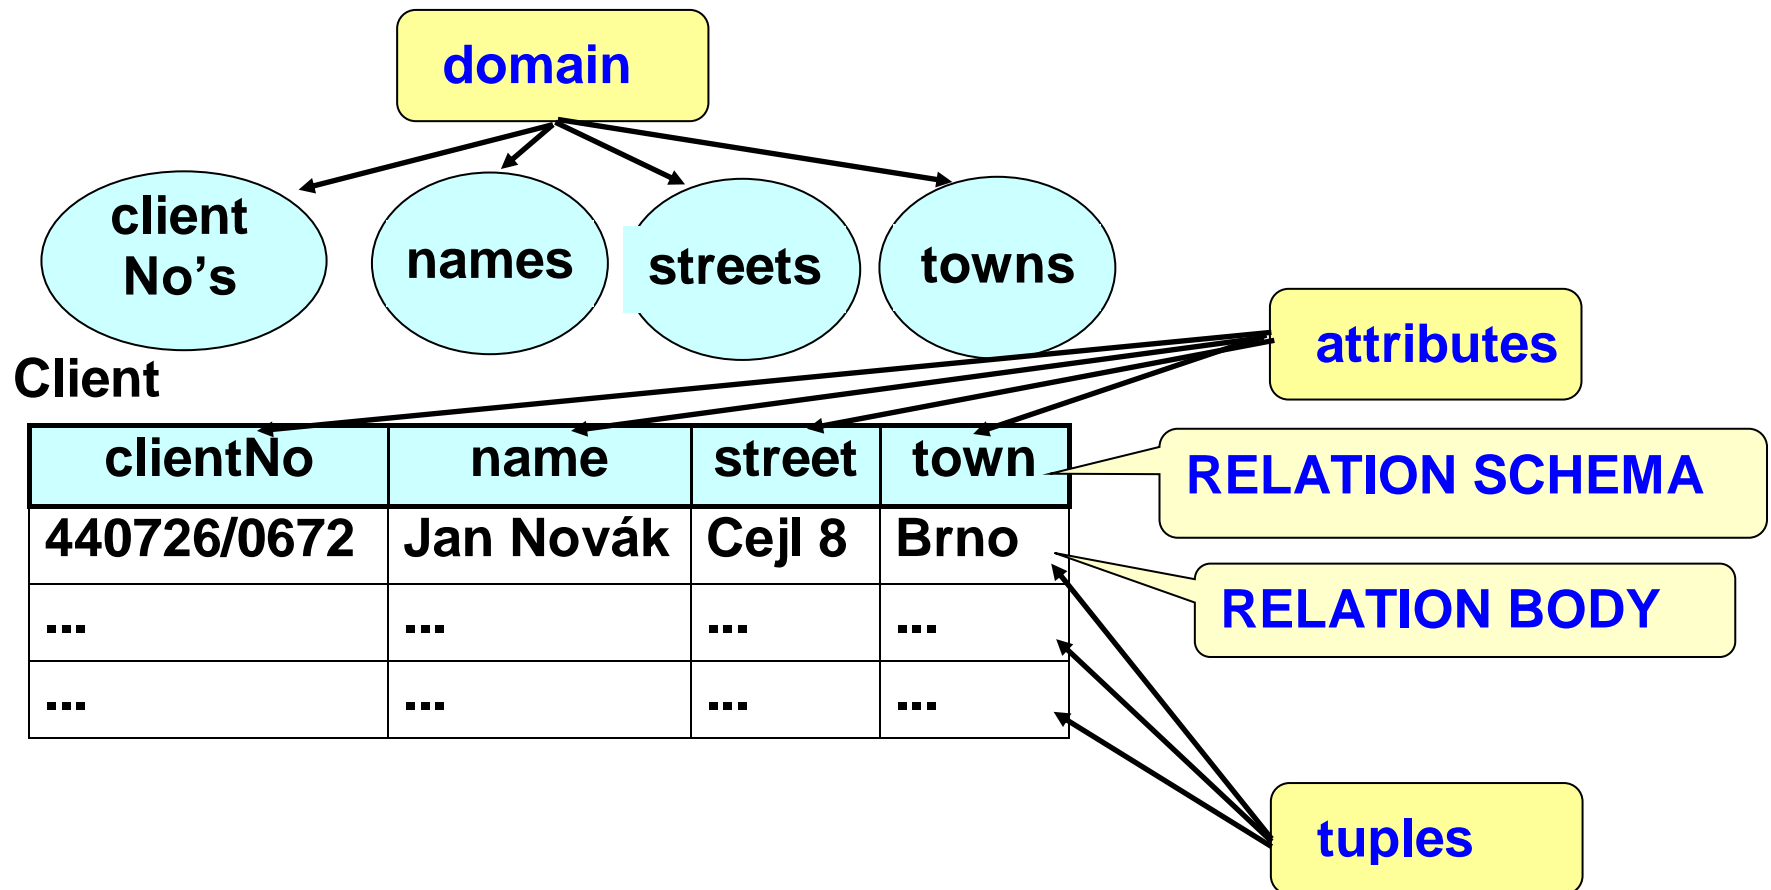 domain
client
No’s
names
streets
towns
attributes
Client
clientNo name street town
RELATION SCHEMA
440726/0672 Jan Novák Cejl 8 Brno
RELATION BODY
... ... ... ...
... ... ... ...
tuples